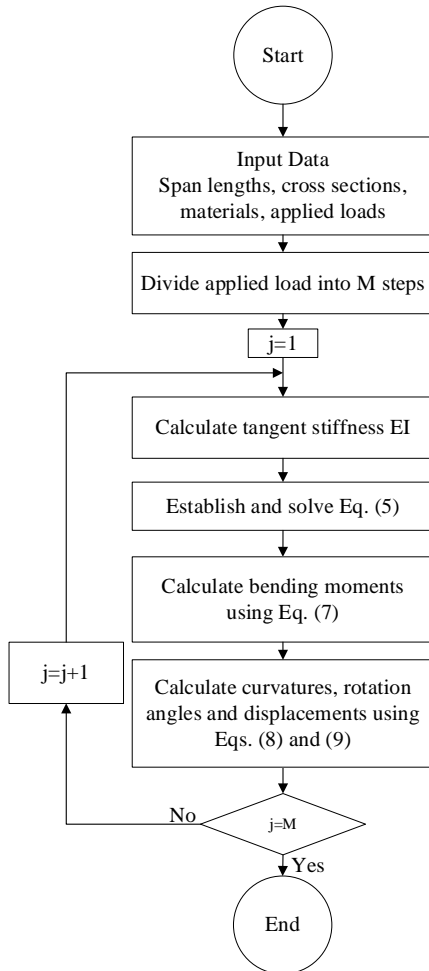 Start
Input Data
Span lengths, cross sections,
materials, applied loads
Divide applied load into M steps
j=1
Calculate tangent stiffness EI
Establish and solve Eq. (5)
Calculate bending moments
using Eq. (7)
j=j+1
Calculate curvatures, rotation
angles and displacements using
Eqs. (8) and (9)
No
j=M
Yes
End